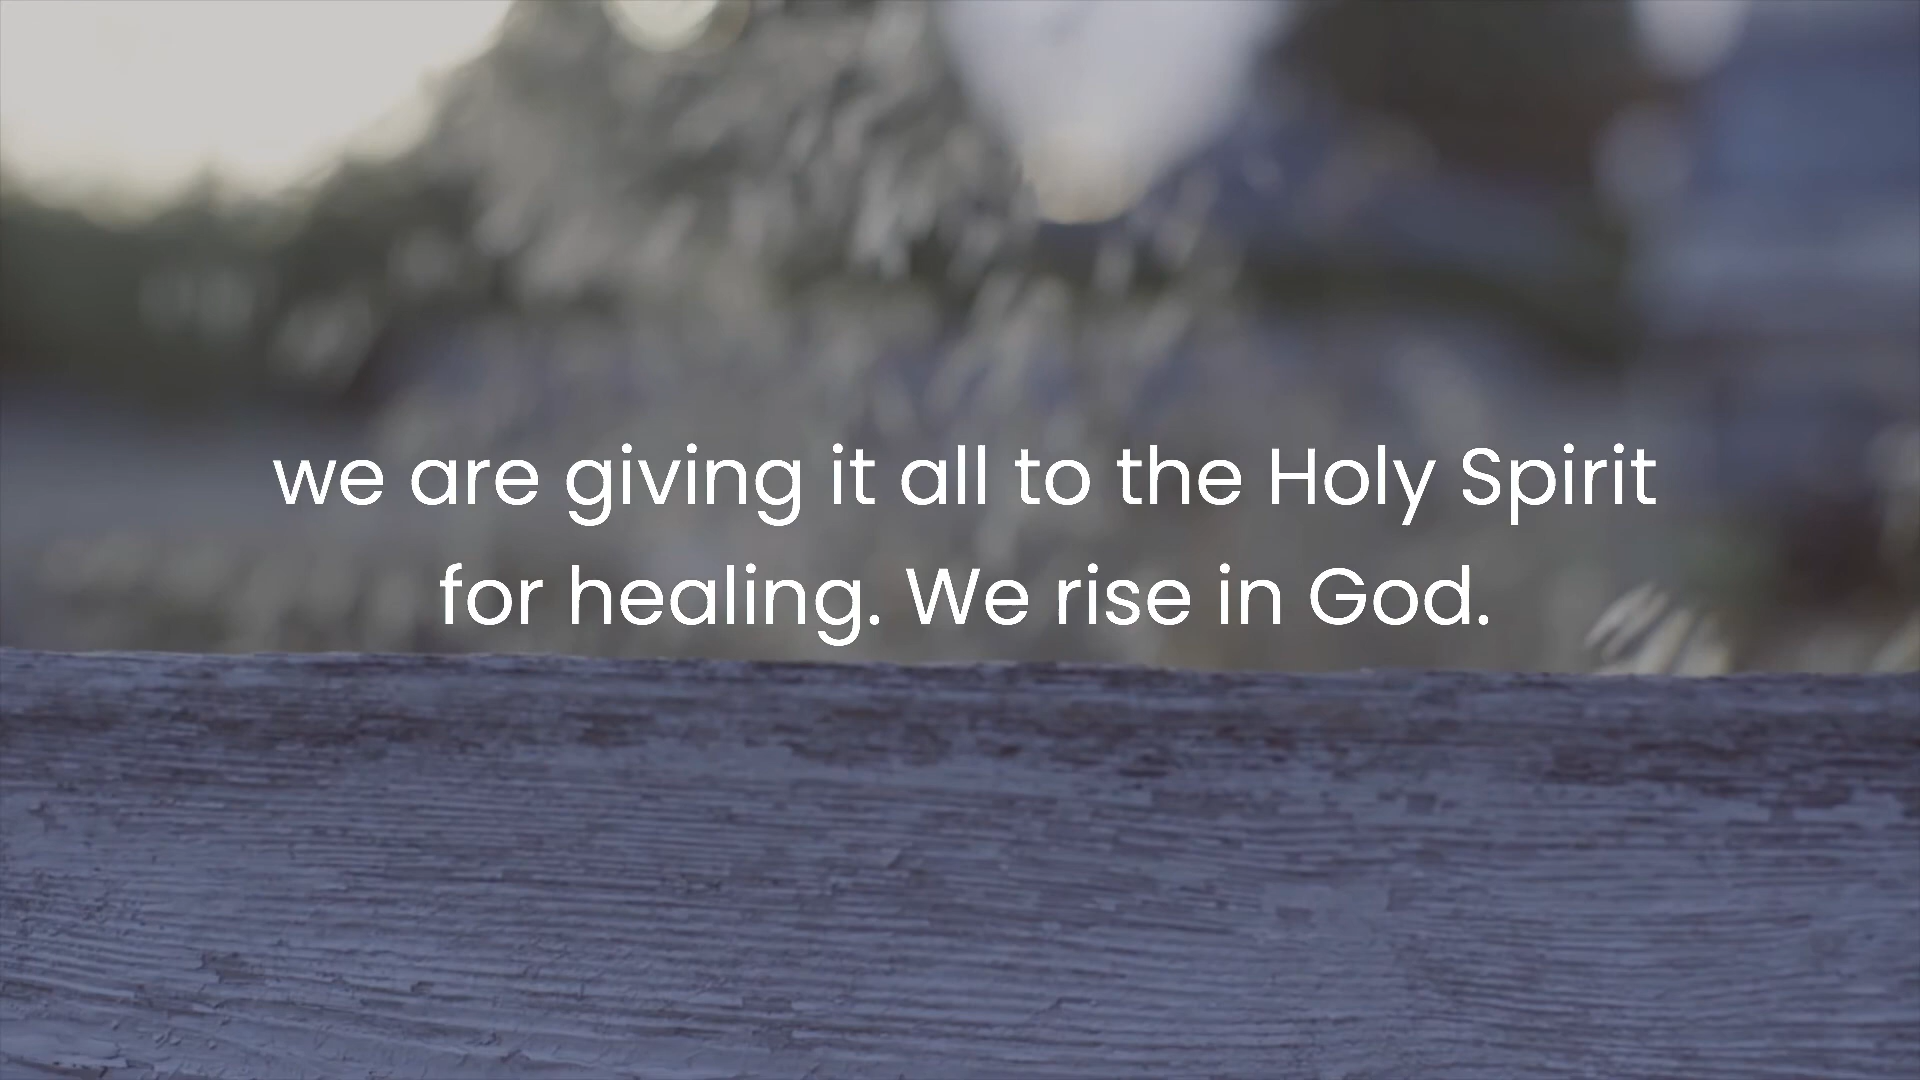 we are giving it all to the Holy Spirit
for healing. We rise in God.